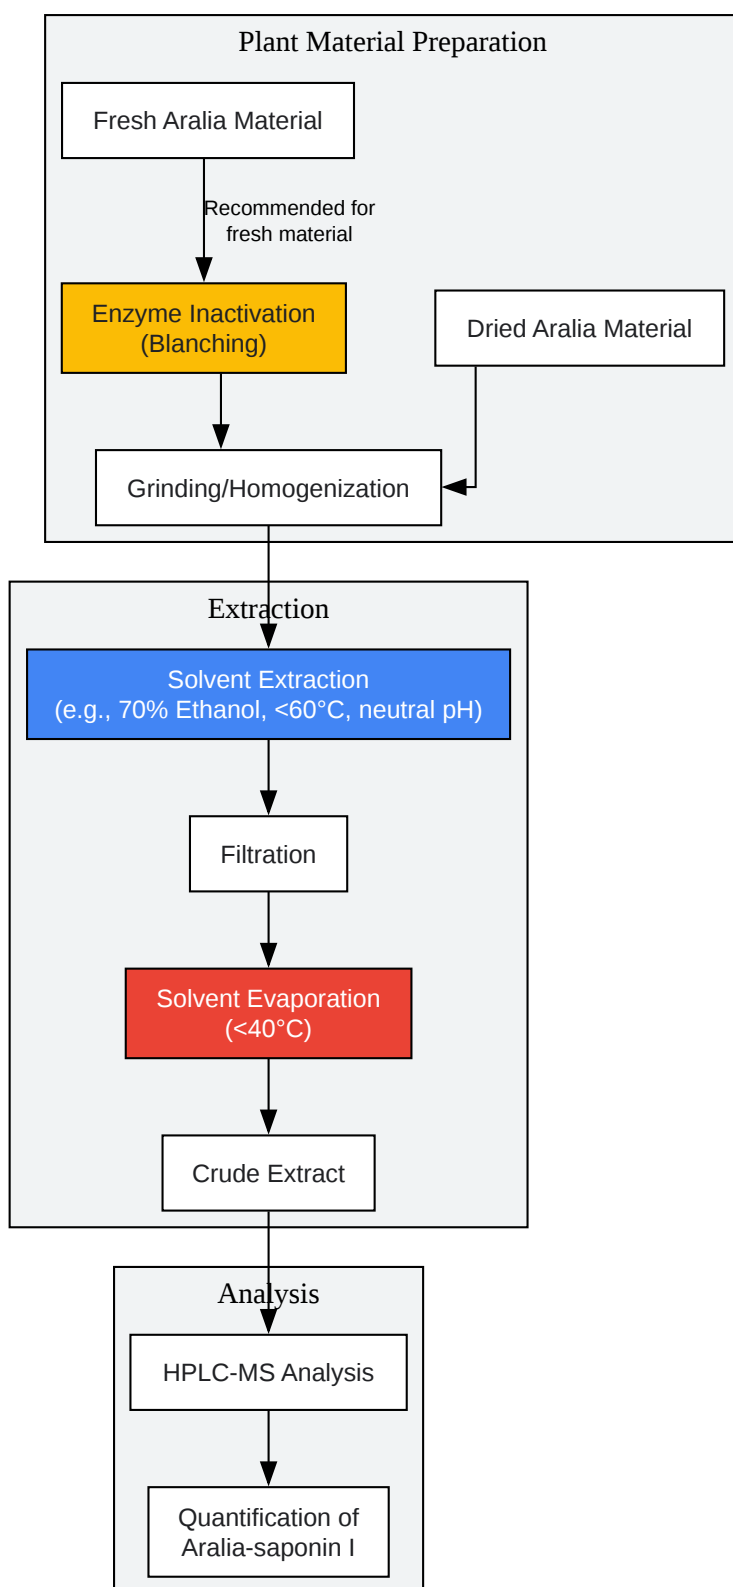 Plant Material Preparation
Fresh Aralia Material
Recommended for
fresh material
Enzyme Inactivation
(Blanching)
Dried Aralia Material
Grinding/Homogenization
Extraction
Solvent Extraction
(e.g., 70% Ethanol, <60°C, neutral pH)
Filtration
Solvent Evaporation
(<40°C)
Crude Extract
Analysis
HPLC-MS Analysis
Quantification of
Aralia-saponin I